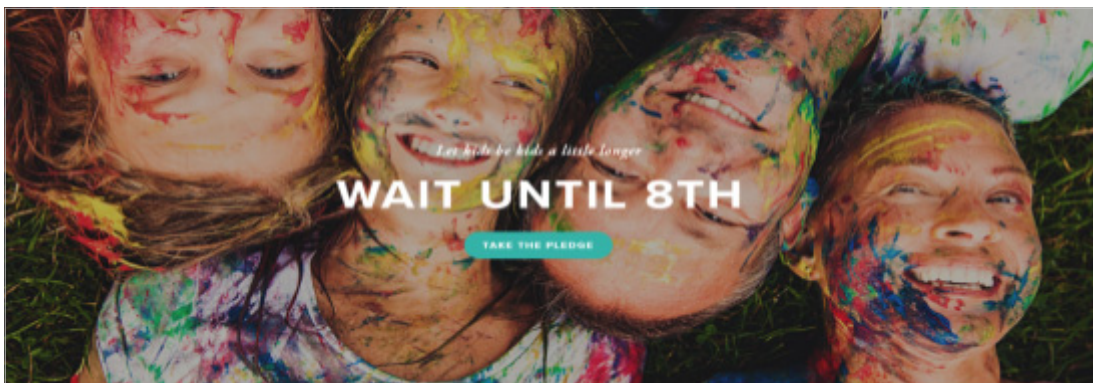 Let kids be kids a little longer
WAIT UNTIL 8TH
TAKE THE PLEDGE